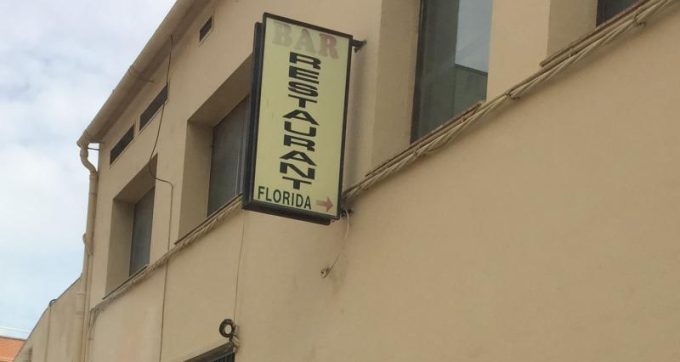 BAR
RESTAURANT
FLORIDA →